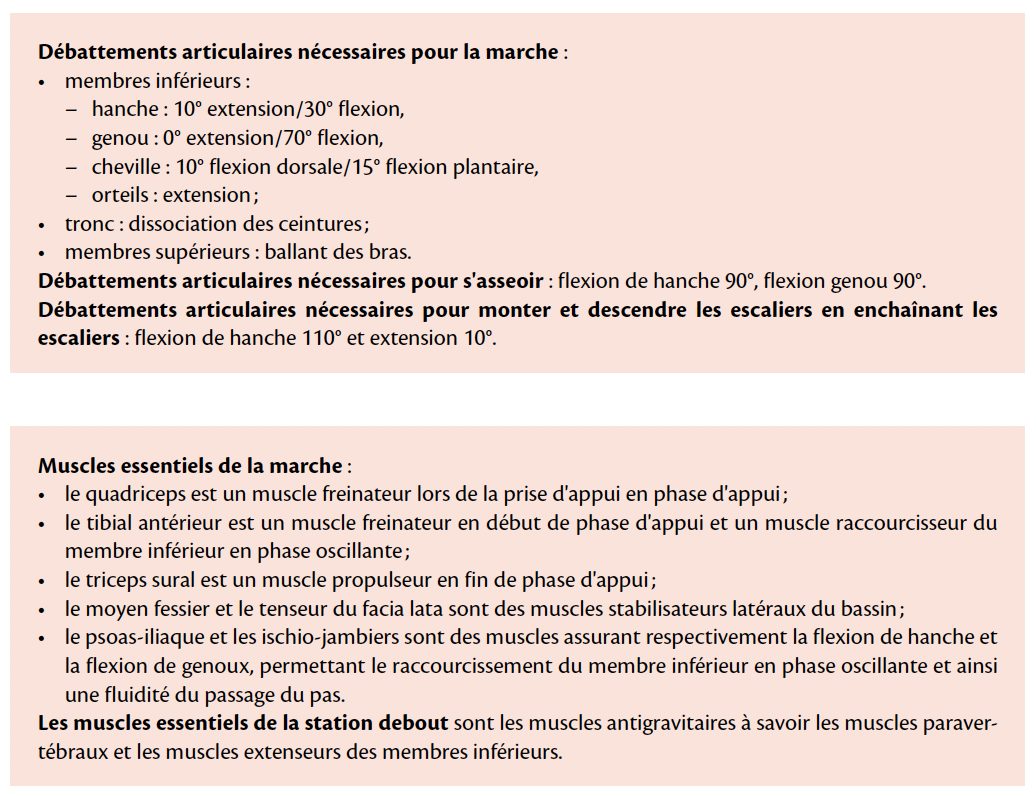 Débattements articulaires nécessaires pour la marche :
• membres inférieurs :
– hanche : 10° extension/30° flexion,
– genou : 0° extension/70° flexion,
– cheville : 10° flexion dorsale/15° flexion plantaire,
– orteils : extension ;
• tronc : dissociation des ceintures ;
• membres supérieurs : ballant des bras.
Débattements articulaires nécessaires pour s'asseoir : flexion de hanche 90°, flexion genou 90°.
Débattements articulaires nécessaires pour monter et descendre les escaliers en enchaînant les
escaliers : flexion de hanche 110° et extension 10°.
Muscles essentiels de la marche :
• le quadriceps est un muscle freinateur lors de la prise d'appui en phase d'appui ;
• le tibial antérieur est un muscle freinateur en début de phase d'appui et un muscle raccourcisseur du
membre inférieur en phase oscillante ;
• le triceps sural est un muscle propulseur en fin de phase d'appui ;
• le moyen fessier et le tenseur du facia lata sont des muscles stabilisateurs latéraux du bassin ;
• le psoas-iliaque et les ischio-jambiers sont des muscles assurant respectivement la flexion de hanche et
la flexion de genoux, permettant le raccourcissement du membre inférieur en phase oscillante et ainsi
une fluidité du passage du pas.
Les muscles essentiels de la station debout sont les muscles antigravitaires à savoir les muscles paraver-
tébraux et les muscles extenseurs des membres inférieurs.